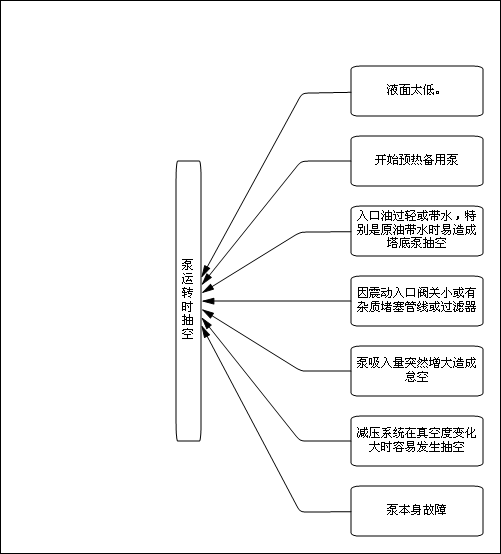 液面太低。
开始预热备用泵
入口油过轻或带水，特
别是原油带水时易造成
塔底泵抽空
泵运转时抽空
因震动入口阀关小或有
杂质堵塞管线或过滤器
泵吸入量突然增大造成
怠空
减压系统在真空度变化
大时容易发生抽空
泵本身故障